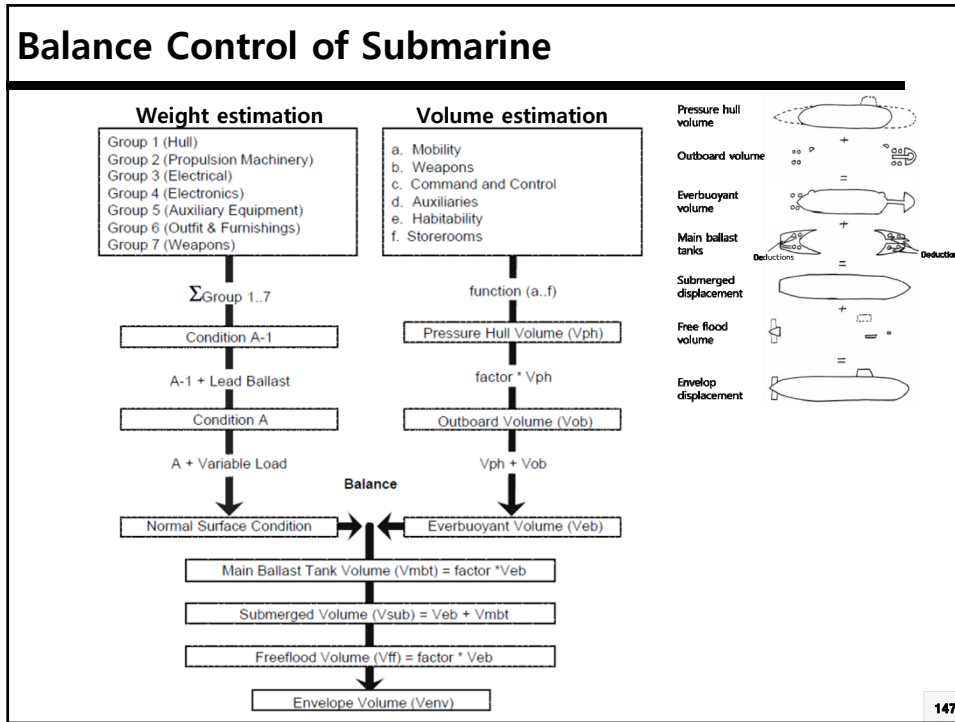 Balance Control of Submarine
Weight estimation
Group 1 (Hull)
Group 2 (Propulsion Machinery)
Group 3 (Electrical)
Group 4 (Electronics)
Group 5 (Auxiliary Equipment)
Group 6 (Outfit & Furnishings)
Group 7 (Weapons)
ΣGroup 1..7
Condition A-1
A-1 + Lead Ballast
Condition A
A + Variable Load
Normal Surface Condition
Volume estimation
a. Mobility
b. Weapons
c. Command and Control
d. Auxiliaries
e. Habitability
f. Storerooms
function (a..f)
Pressure Hull Volume (Vph)
factor * Vph
Outboard Volume (Vob)
Vph + Vob
Everbuoyant Volume (Veb)
Balance
Main Ballast Tank Volume (Vmbt) = factor *Veb
Submerged Volume (Vsub) = Veb + Vmbt
Freeflood Volume (Vff) = factor * Veb
Envelope Volume (Venv)
Pressure hull
volume
+
Outboard volume
=
Everbuoyant
volume
+
Main ballast
tanks
Deductions
Deduction
=
Submerged
displacement
+
Free flood
volume
=
Envelop
displacement
147